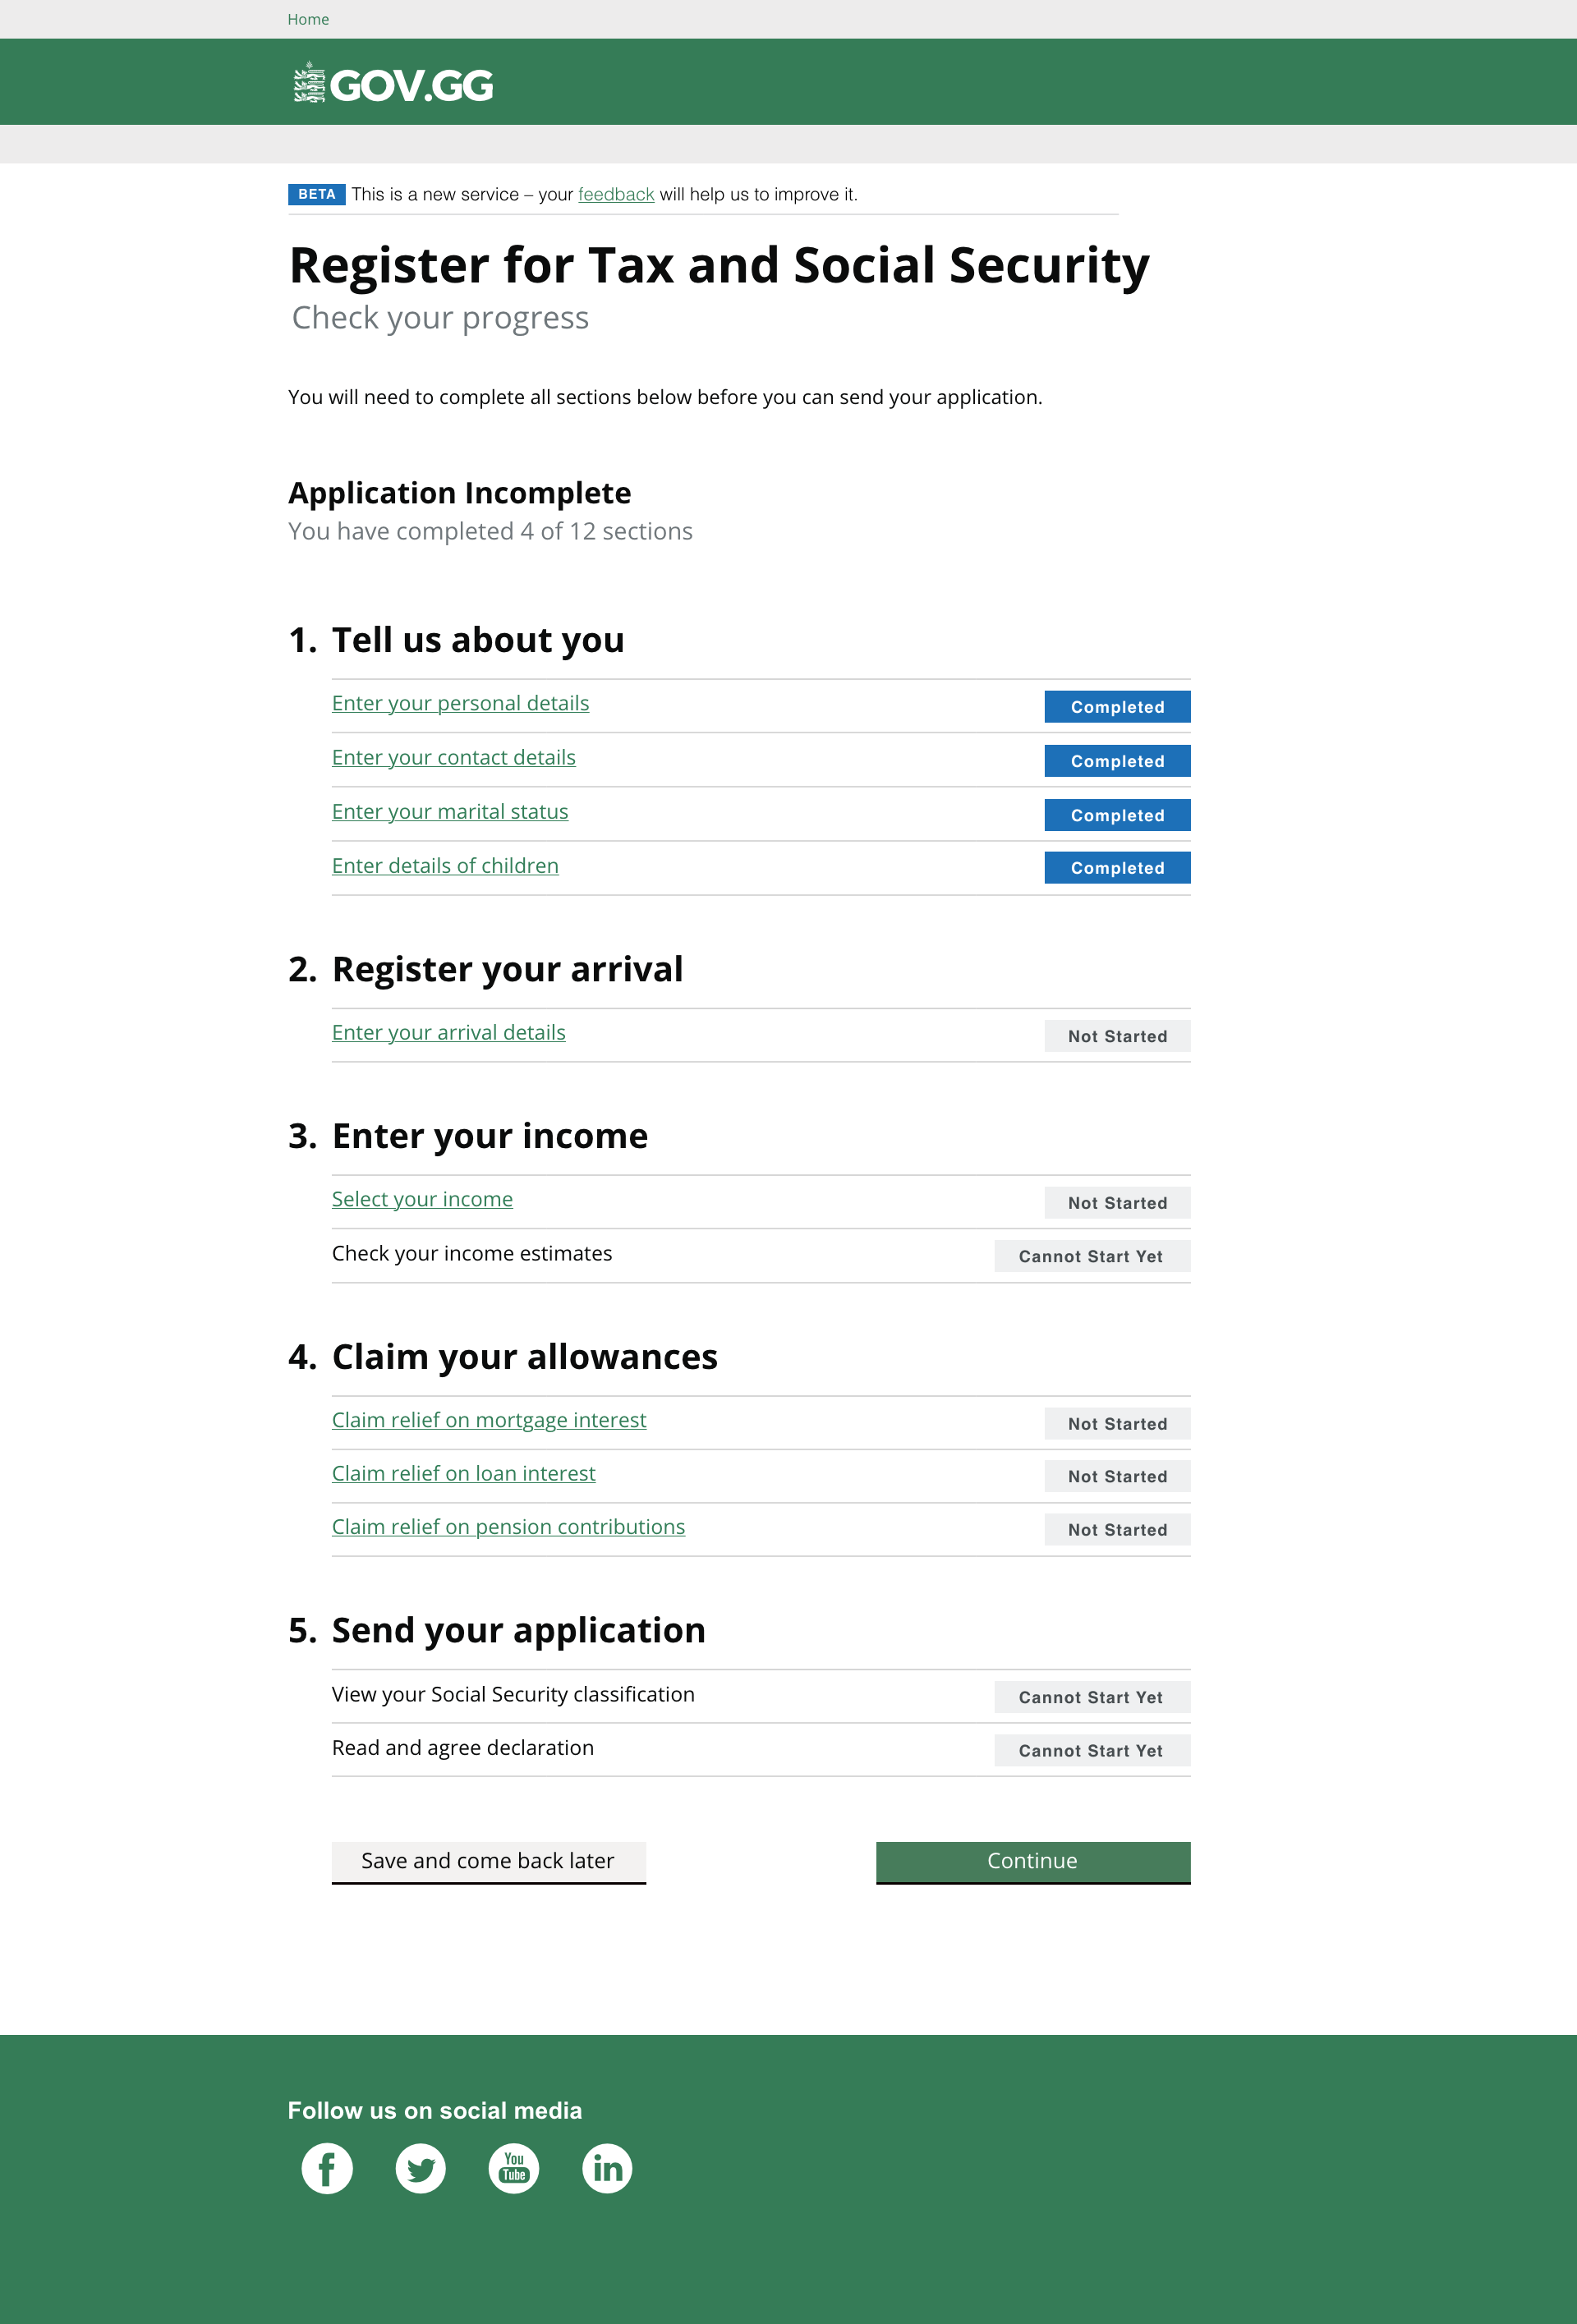 Home
GOV.GG
BETA This is a new service – your feedback will help us to improve it.
Register for Tax and Social Security
Check your progress
You will need to complete all sections below before you can send your application.
Application Incomplete
You have completed 4 of 12 sections
1. Tell us about you
Enter your personal details Completed
Enter your contact details Completed
Enter your marital status Completed
Enter details of children Completed
2. Register your arrival
Enter your arrival details Not Started
3. Enter your income
Select your income Not Started
Check your income estimates Cannot Start Yet
4. Claim your allowances
Claim relief on mortgage interest Not Started
Claim relief on loan interest Not Started
Claim relief on pension contributions Not Started
5. Send your application
View your Social Security classification Cannot Start Yet
Read and agree declaration Cannot Start Yet
Save and come back later Continue
Follow us on social media
f You Tube in